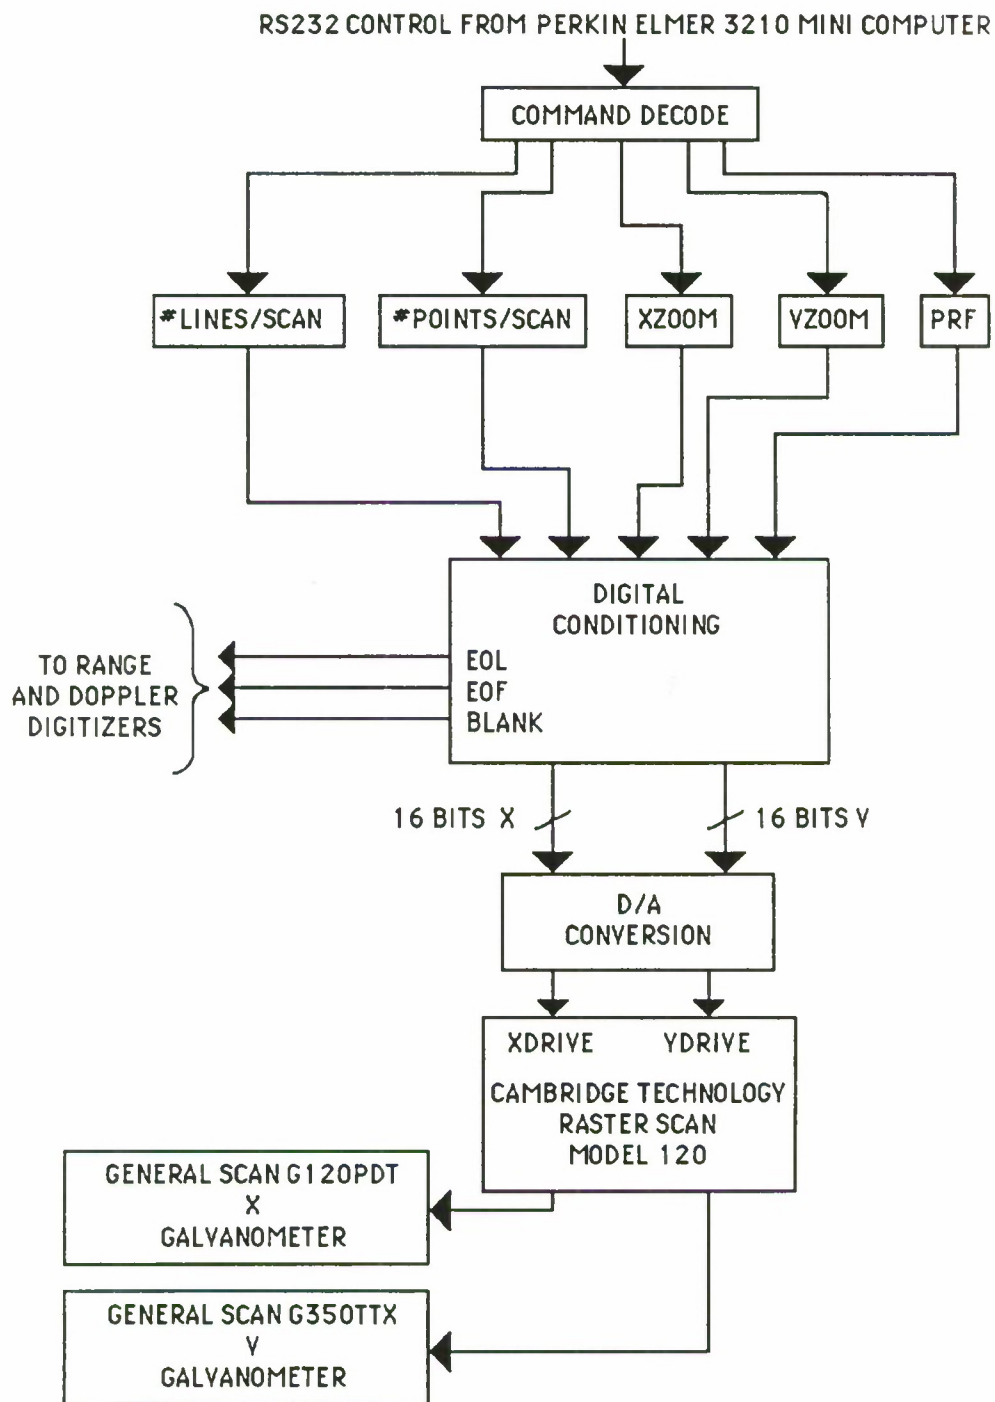 RS232 CONTROL FROM PERKIN ELMER 3210 MINI COMPUTER
COMMAND DECODE
#LINES/SCAN
#POINTS/SCAN
XZOOM
YZOOM
PRF
DIGITAL
CONDITIONING
EOL
EOF
BLANK
TO RANGE
AND DOPPLER
DIGITIZERS
16 BITS X
16 BITS Y
D/A
CONVERSION
XDRIVE
YDRIVE
CAMBRIDGE TECHNOLOGY
RASTER SCAN
MODEL 120
GENERAL SCAN G120PDT
X
GALVANOMETER
GENERAL SCAN G350TTX
Y
GALVANOMETER